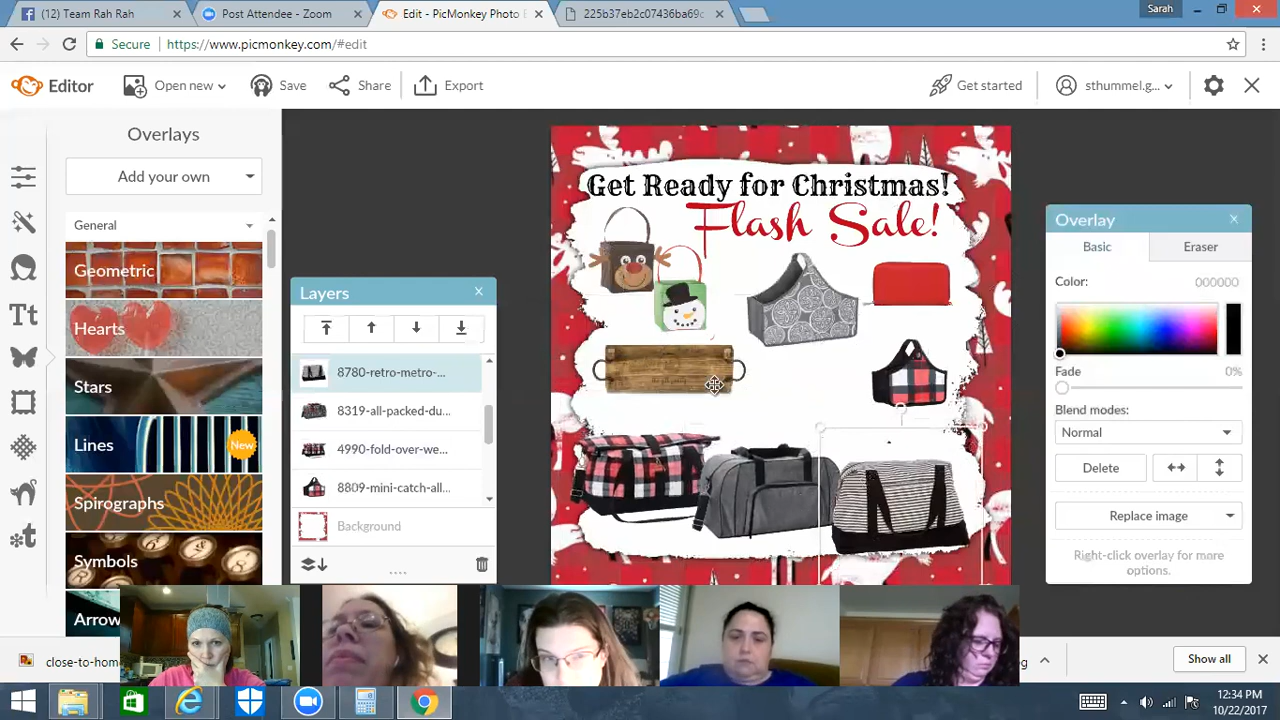 (12) Team Rah Rah
Post Attendee - Zoom
Edit - PicMonkey Photo E
225b37eb2c07436ba69c
Sarah
Secure
https://www.picmonkey.com/#edit
Editor
Open new
Save
Share
Export
Get started
sthummel.g...
Overlays
Add your own
General
Geometric
Hearts
Stars
Lines
New
Spirographs
Symbols
Arrow
Layers
8780-retro-metro-...
8319-all-packed-du...
4990-fold-over-we...
8809-mini-catch-all...
Background
Get Ready for Christmas!
Flash Sale!
Overlay
Basic
Eraser
Color:
000000
Fade
0%
Blend modes:
Normal
Delete
Replace image
Right-click overlay for more
options.
close-to-hom
Show all
12:34 PM
10/22/2017